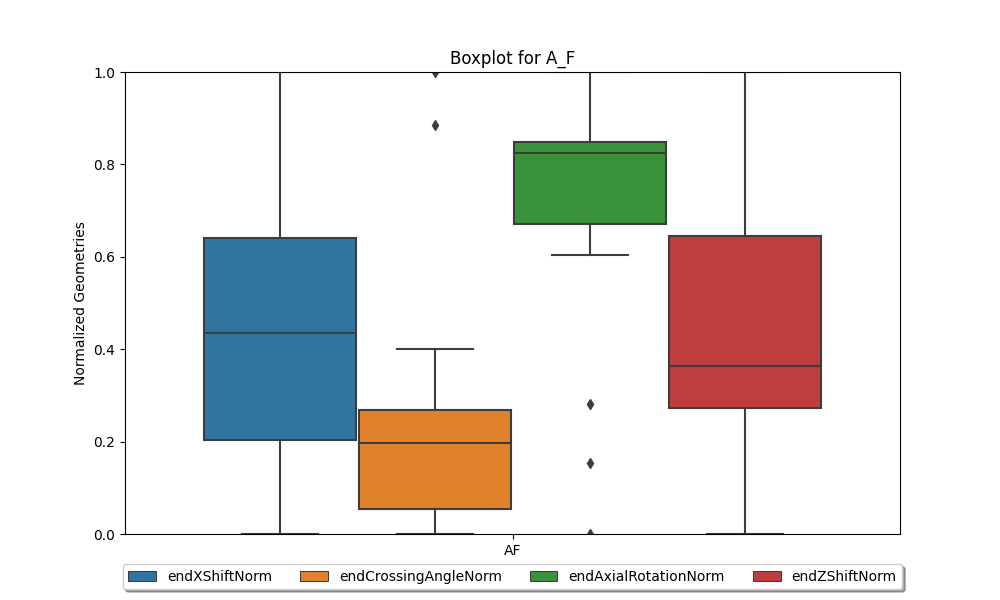 Boxplot for A_F
1.0
0.8
0.6
0.4
0.2
0.0
Normalized Geometries
AF
endXShiftNorm endCrossingAngleNorm endAxialRotationNorm endZShiftNorm